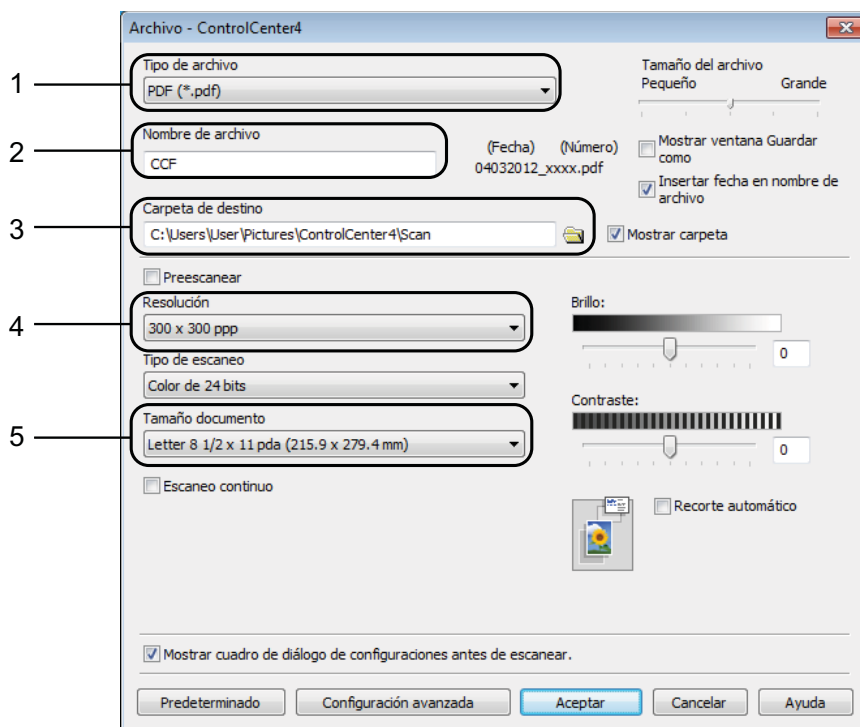 Archivo - ControlCenter4
Tipo de archivo
1
PDF (*.pdf)
Tamaño del archivo
Pequeño Grande
Nombre de archivo
2
CCF
(Fecha) (Número)
04032012_xxxx.pdf
Mostrar ventana Guardar
como
Insertar fecha en nombre de
archivo
Carpeta de destino
3
C:\Users\User\Pictures\ControlCenter4\Scan
Mostrar carpeta
Preescanear
Resolución
4
300 x 300 ppp
Tipo de escaneo
Color de 24 bits
Tamaño documento
5
Letter 8 1/2 x 11 pda (215.9 x 279.4 mm)
Escaneo continuo
Brillo:
0
Contraste:
0
Recorte automático
Mostrar cuadro de diálogo de configuraciones antes de escanear.
Predeterminado Configuración avanzada Aceptar Cancelar Ayuda